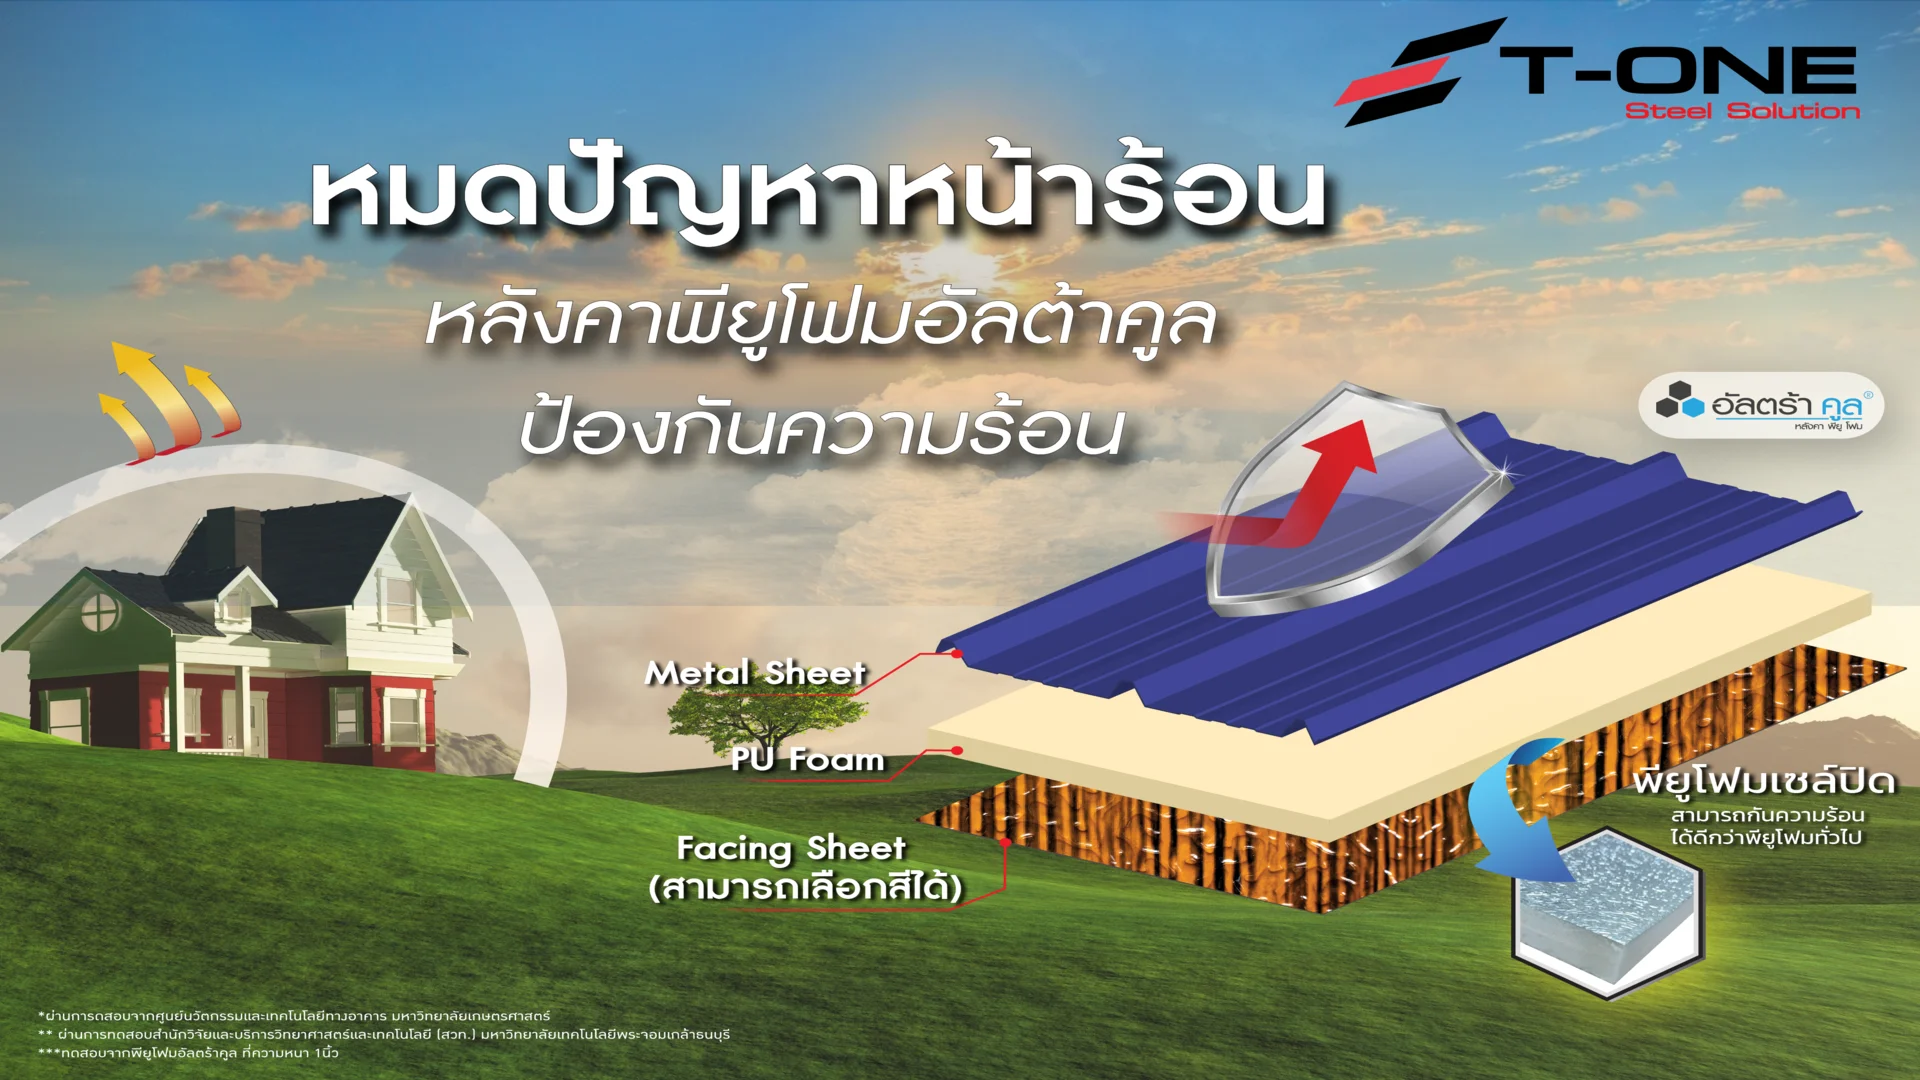 T-ONE
Steel Solution
หมดปัญหาหน้าร้อน
หลังคาพียูโฟมอัลต้าคูล
ป้องกันความร้อน
อัลตร้า คูล®
หลังคา พียู โฟม
Metal Sheet
PU Foam
Facing Sheet
(สามารถเลือกสีได้)
พียูโฟมเซล์ปิด
สามารถกันความร้อน
ได้ดีกว่าพียูโฟมทั่วไป
*ผ่านการดสอบจากศูนย์นวัตกรรมและเทคโนโลยีทางอาคาร มหาวิทยาลัยเกษตรศาสตร์
** ผ่านการทดสอบสำนักวิจัยและบริการวิทยาศาสตร์และเทคโนโลยี (สวท.) มหาวิทยาลัยเทคโนโลยีพระจอมเกล้าธนบุรี
***ทดสอบจากพียูโฟมอัลตร้าคูล ที่ความหนา 1นิ้ว